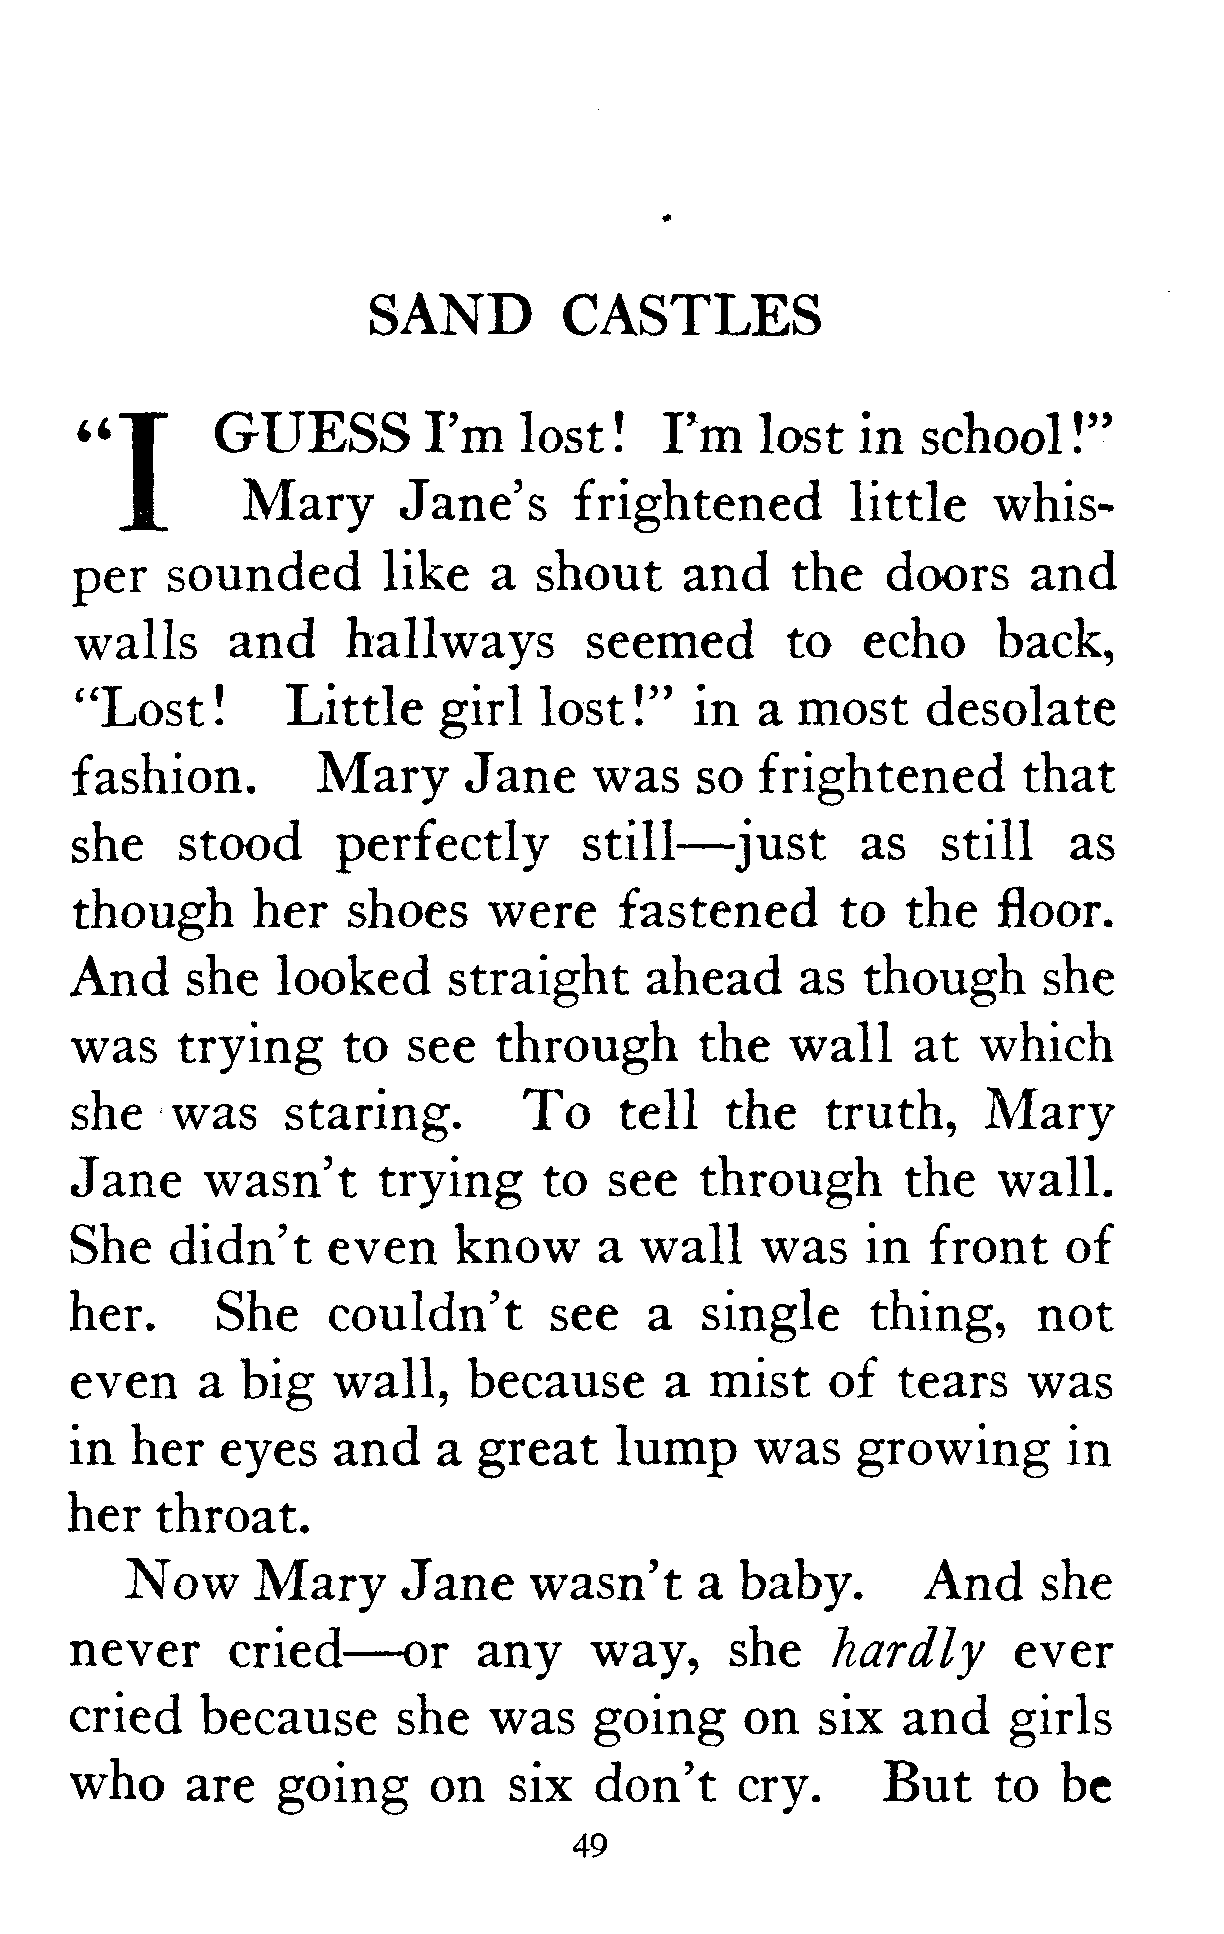 SAND CASTLES
“I GUESS I’m lost! I’m lost in school!”
Mary Jane’s frightened little whis-
per sounded like a shout and the doors and
walls and hallways seemed to echo back,
“Lost! Little girl lost!” in a most desolate
fashion. Mary Jane was so frightened that
she stood perfectly still—just as still as
though her shoes were fastened to the floor.
And she looked straight ahead as though she
was trying to see through the wall at which
she was staring. To tell the truth, Mary
Jane wasn’t trying to see through the wall.
She didn’t even know a wall was in front of
her. She couldn’t see a single thing, not
even a big wall, because a mist of tears was
in her eyes and a great lump was growing in
her throat.
Now Mary Jane wasn’t a baby. And she
never cried—or any way, she hardly ever
cried because she was going on six and girls
who are going on six don’t cry. But to be
49